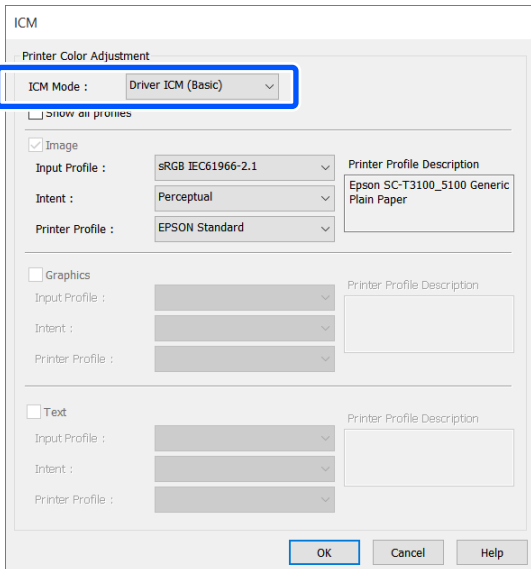 ICM
Printer Color Adjustment
ICM Mode : Driver ICM (Basic)
Show all profiles
Image
Input Profile : sRGB IEC61966-2.1 Printer Profile Description
Intent : Perceptual Epson SC-T3100_5100 Generic
Plain Paper
Printer Profile : EPSON Standard
Graphics
Input Profile : Printer Profile Description
Intent :
Printer Profile :
Text
Input Profile : Printer Profile Description
Intent :
Printer Profile :
OK Cancel Help